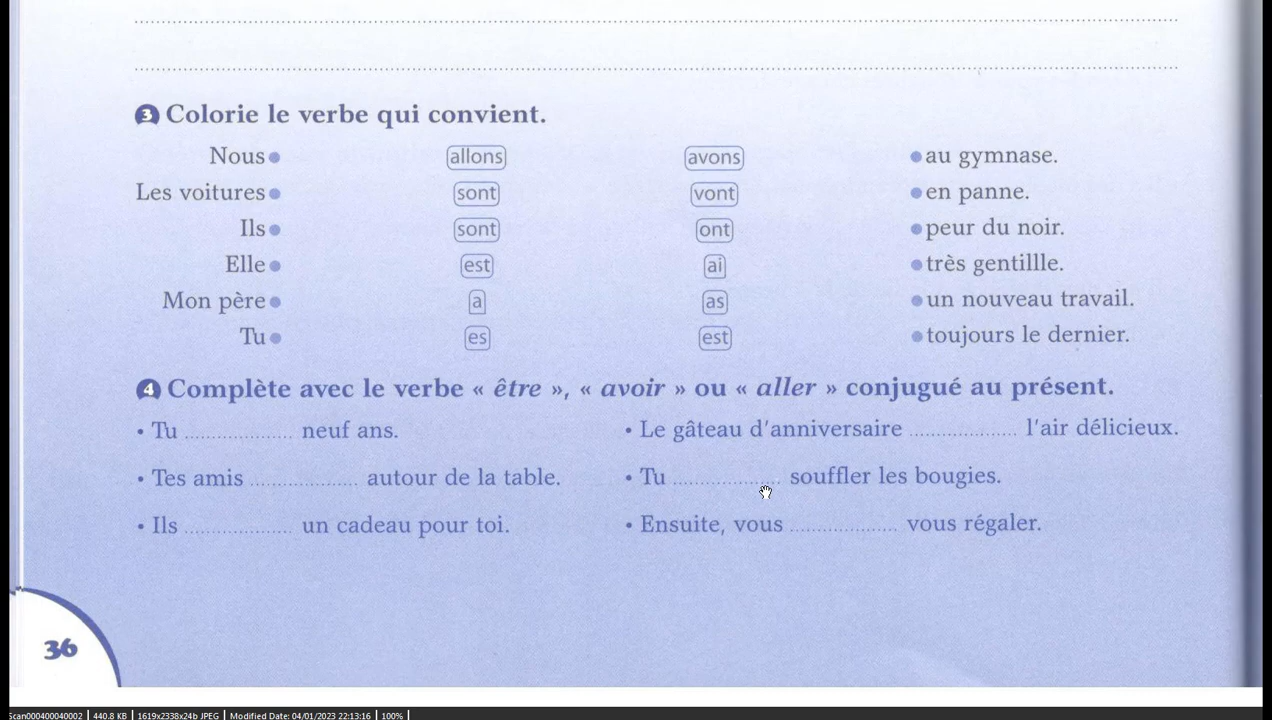 3 Colorie le verbe qui convient.
Nous • allons avons • au gymnase.
Les voitures • sont vont • en panne.
Ils • sont ont • peur du noir.
Elle • est ai • très gentillle.
Mon père • a as • un nouveau travail.
Tu • es est • toujours le dernier.
4 Complète avec le verbe « être », « avoir » ou « aller » conjugué au présent.
• Tu .................... neuf ans. • Le gâteau d'anniversaire .................... l'air délicieux.
• Tes amis .................... autour de la table. • Tu .................... souffler les bougies.
• Ils .................... un cadeau pour toi. • Ensuite, vous .................... vous régaler.
36
Scan000400040002 | 440.8 KB | 1619x2338x24b JPEG | Modified Date: 04/01/2023 22:13:16 | 100% |